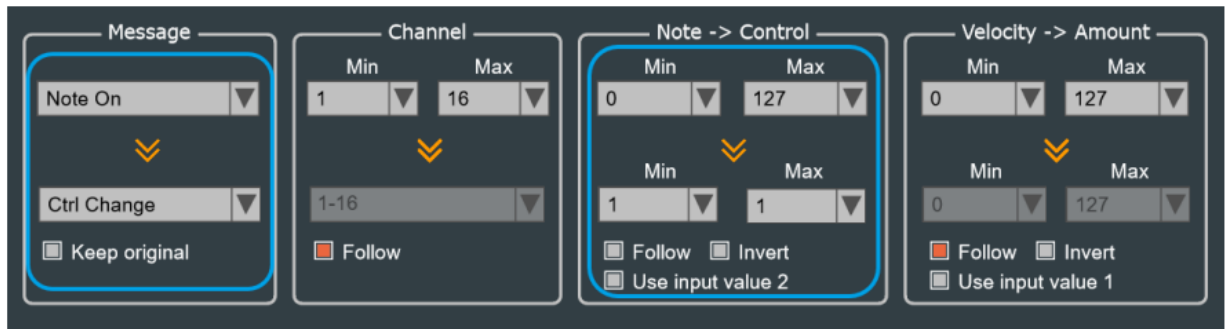 Message
Note On
Ctrl Change
Keep original
Channel
Min Max
1 16
1-16
Follow
Note -> Control
Min Max
0 127
Min Max
1 1
Follow Invert
Use input value 2
Velocity -> Amount
Min Max
0 127
Min Max
0 127
Follow Invert
Use input value 1